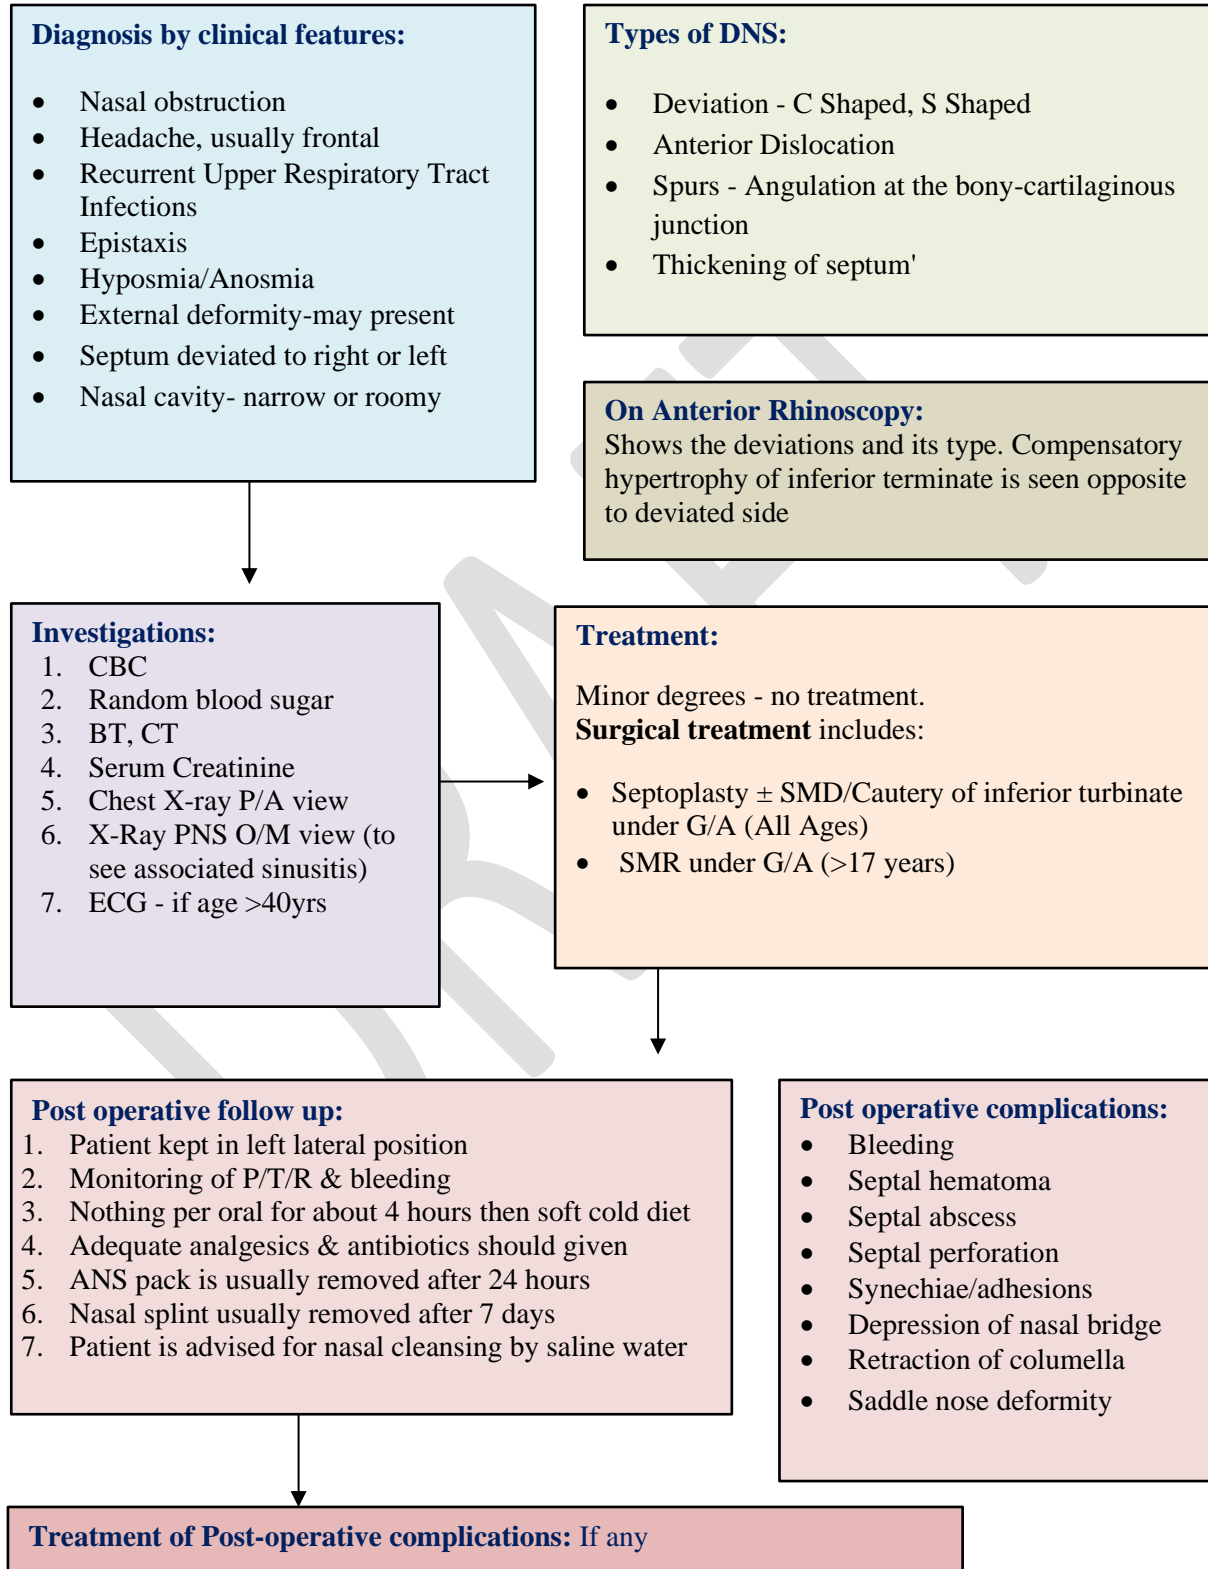 Diagnosis by clinical features:
• Nasal obstruction
• Headache, usually frontal
• Recurrent Upper Respiratory Tract
Infections
• Epistaxis
• Hyposmia/Anosmia
• External deformity-may present
• Septum deviated to right or left
• Nasal cavity- narrow or roomy
Types of DNS:
• Deviation - C Shaped, S Shaped
• Anterior Dislocation
• Spurs - Angulation at the bony-cartilaginous
junction
• Thickening of septum'
On Anterior Rhinoscopy:
Shows the deviations and its type. Compensatory
hypertrophy of inferior terminate is seen opposite
to deviated side
Investigations:
1. CBC
2. Random blood sugar
3. BT, CT
4. Serum Creatinine
5. Chest X-ray P/A view
6. X-Ray PNS O/M view (to
see associated sinusitis)
7. ECG - if age >40yrs
Treatment:
Minor degrees - no treatment.
Surgical treatment includes:
• Septoplasty ± SMD/Cautery of inferior turbinate
under G/A (All Ages)
• SMR under G/A (>17 years)
Post operative follow up:
1. Patient kept in left lateral position
2. Monitoring of P/T/R & bleeding
3. Nothing per oral for about 4 hours then soft cold diet
4. Adequate analgesics & antibiotics should given
5. ANS pack is usually removed after 24 hours
6. Nasal splint usually removed after 7 days
7. Patient is advised for nasal cleansing by saline water
Post operative complications:
• Bleeding
• Septal hematoma
• Septal abscess
• Septal perforation
• Synechiae/adhesions
• Depression of nasal bridge
• Retraction of columella
• Saddle nose deformity
Treatment of Post-operative complications: If any
DRAFT